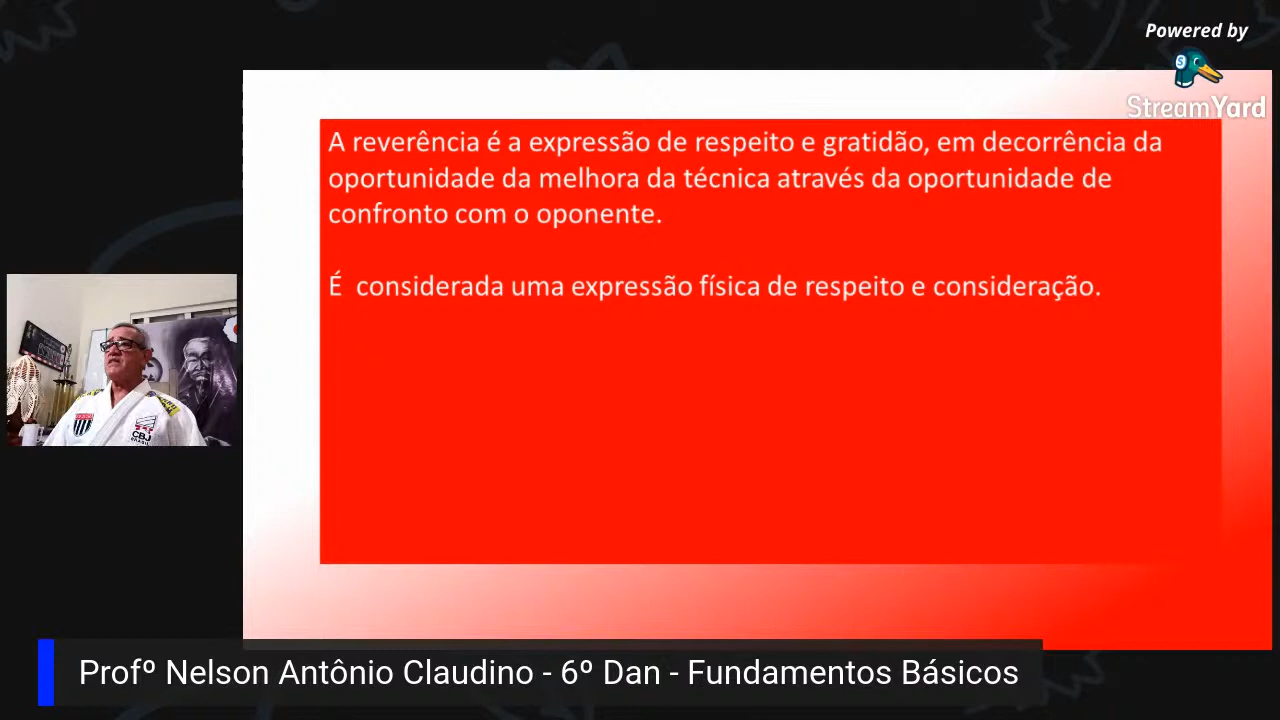 Powered by
StreamYard
A reverência é a expressão de respeito e gratidão, em decorrência da
oportunidade da melhora da técnica através da oportunidade de
confronto com o oponente.
É  considerada uma expressão física de respeito e consideração.
CBJ
Profº Nelson Antônio Claudino - 6º Dan - Fundamentos Básicos